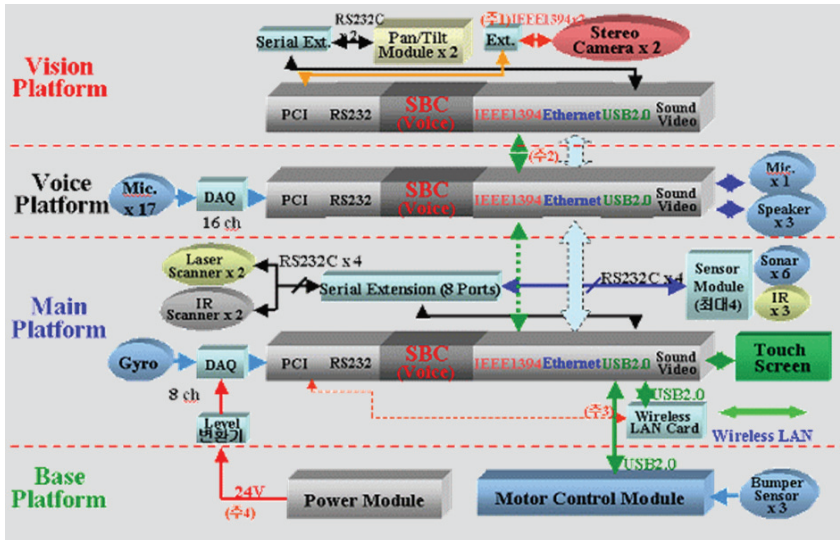 Vision
Platform
Serial Ext.
RS232C
x 2
Pan/Tilt
Module x 2
(주1)IEEE1394 x2
Ext.
Stereo
Camera x 2
PCI RS232 SBC
(Voice) IEEE1394 Ethernet USB2.0 Sound
Video
(주2)
Voice
Platform
Mic.
x 17
DAQ
16 ch
PCI RS232 SBC
(Voice) IEEE1394 Ethernet USB2.0 Sound
Video
Mic.
x 1
Speaker
x 3
Main
Platform
Laser
Scanner x 2
IR
Scanner x 2
RS232C x 4
Serial Extension (8 Ports)
RS232C x 4
Sensor
Module
(최대4)
Sonar
x 6
IR
x 3
Gyro
DAQ
8 ch
PCI RS232 SBC
(Voice) IEEE1394 Ethernet USB2.0 Sound
Video
Touch
Screen
Level
변환기
(주3)
USB2.0
Wireless
LAN Card
Wireless LAN
Base
Platform
24V
(주4)
Power Module
USB2.0
Motor Control Module
Bumper
Sensor
x 3